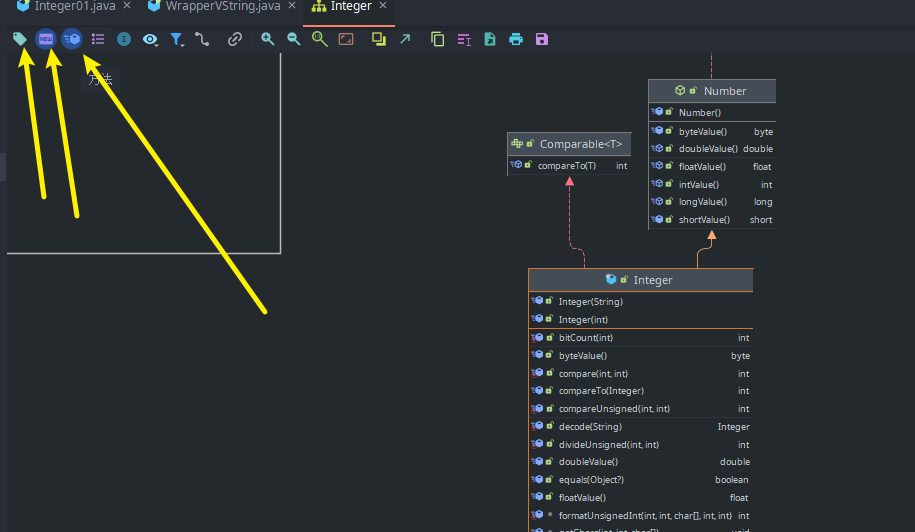 Integer01.java
WrapperVString.java
Integer
方法
Number
Number()
byteValue() byte
doubleValue() double
floatValue() float
intValue() int
longValue() long
shortValue() short
Comparable<T>
compareTo(T) int
Integer
Integer(String)
Integer(int)
bitCount(int) int
byteValue() byte
compare(int, int) int
compareTo(Integer) int
compareUnsigned(int, int) int
decode(String) Integer
divideUnsigned(int, int) int
doubleValue() double
equals(Object?) boolean
floatValue() float
formatUnsignedInt(int, int, char[], int, int) int